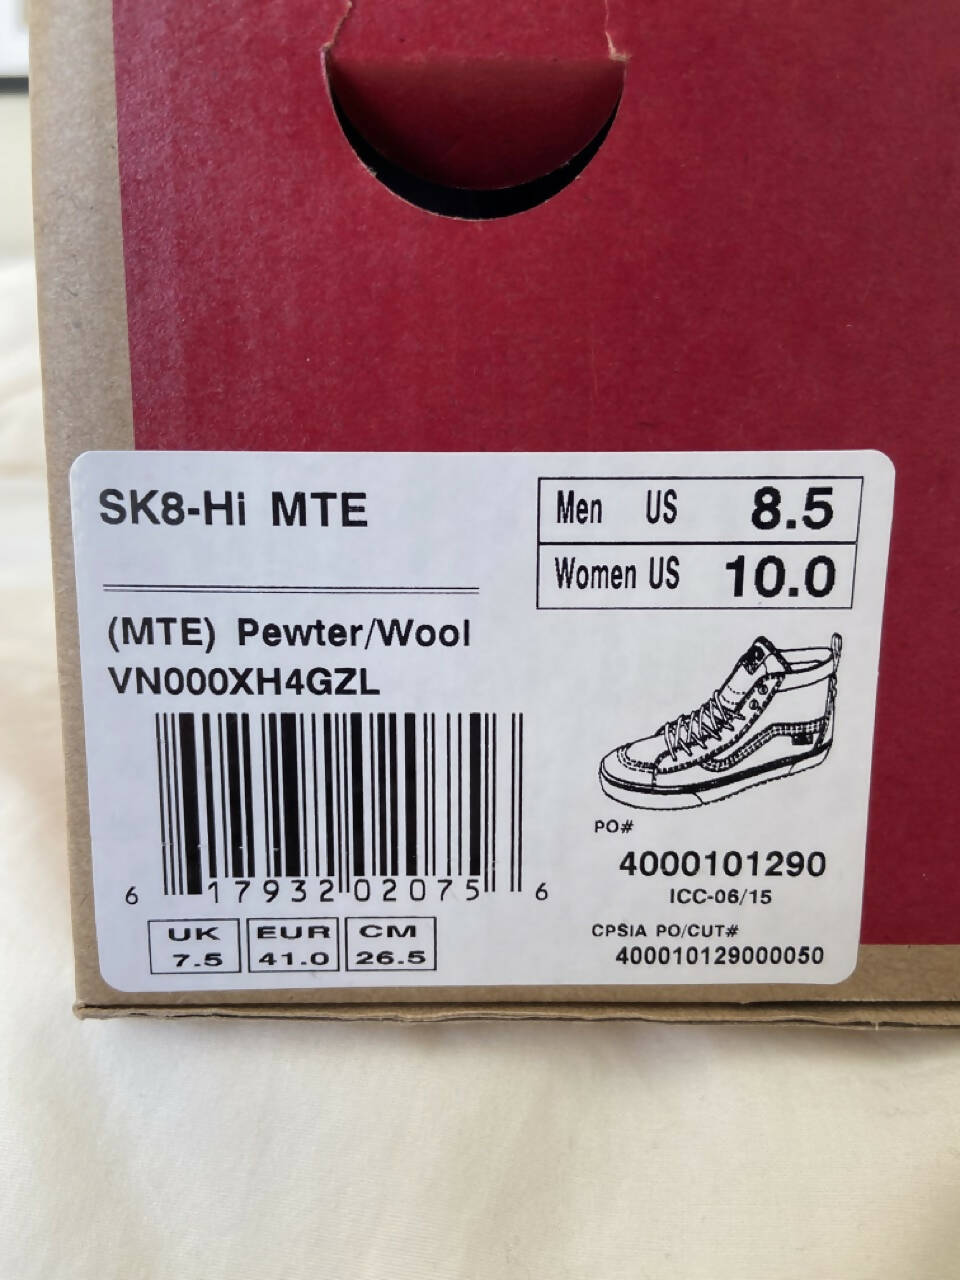 SK8-Hi MTE
Men US 8.5
Women US 10.0
(MTE) Pewter/Wool
VN000XH4GZL
6 17932 02075 6
PO#
4000101290
ICC-06/15
CPSIA PO/CUT#
400010129000050
UK EUR CM
7.5 41.0 26.5